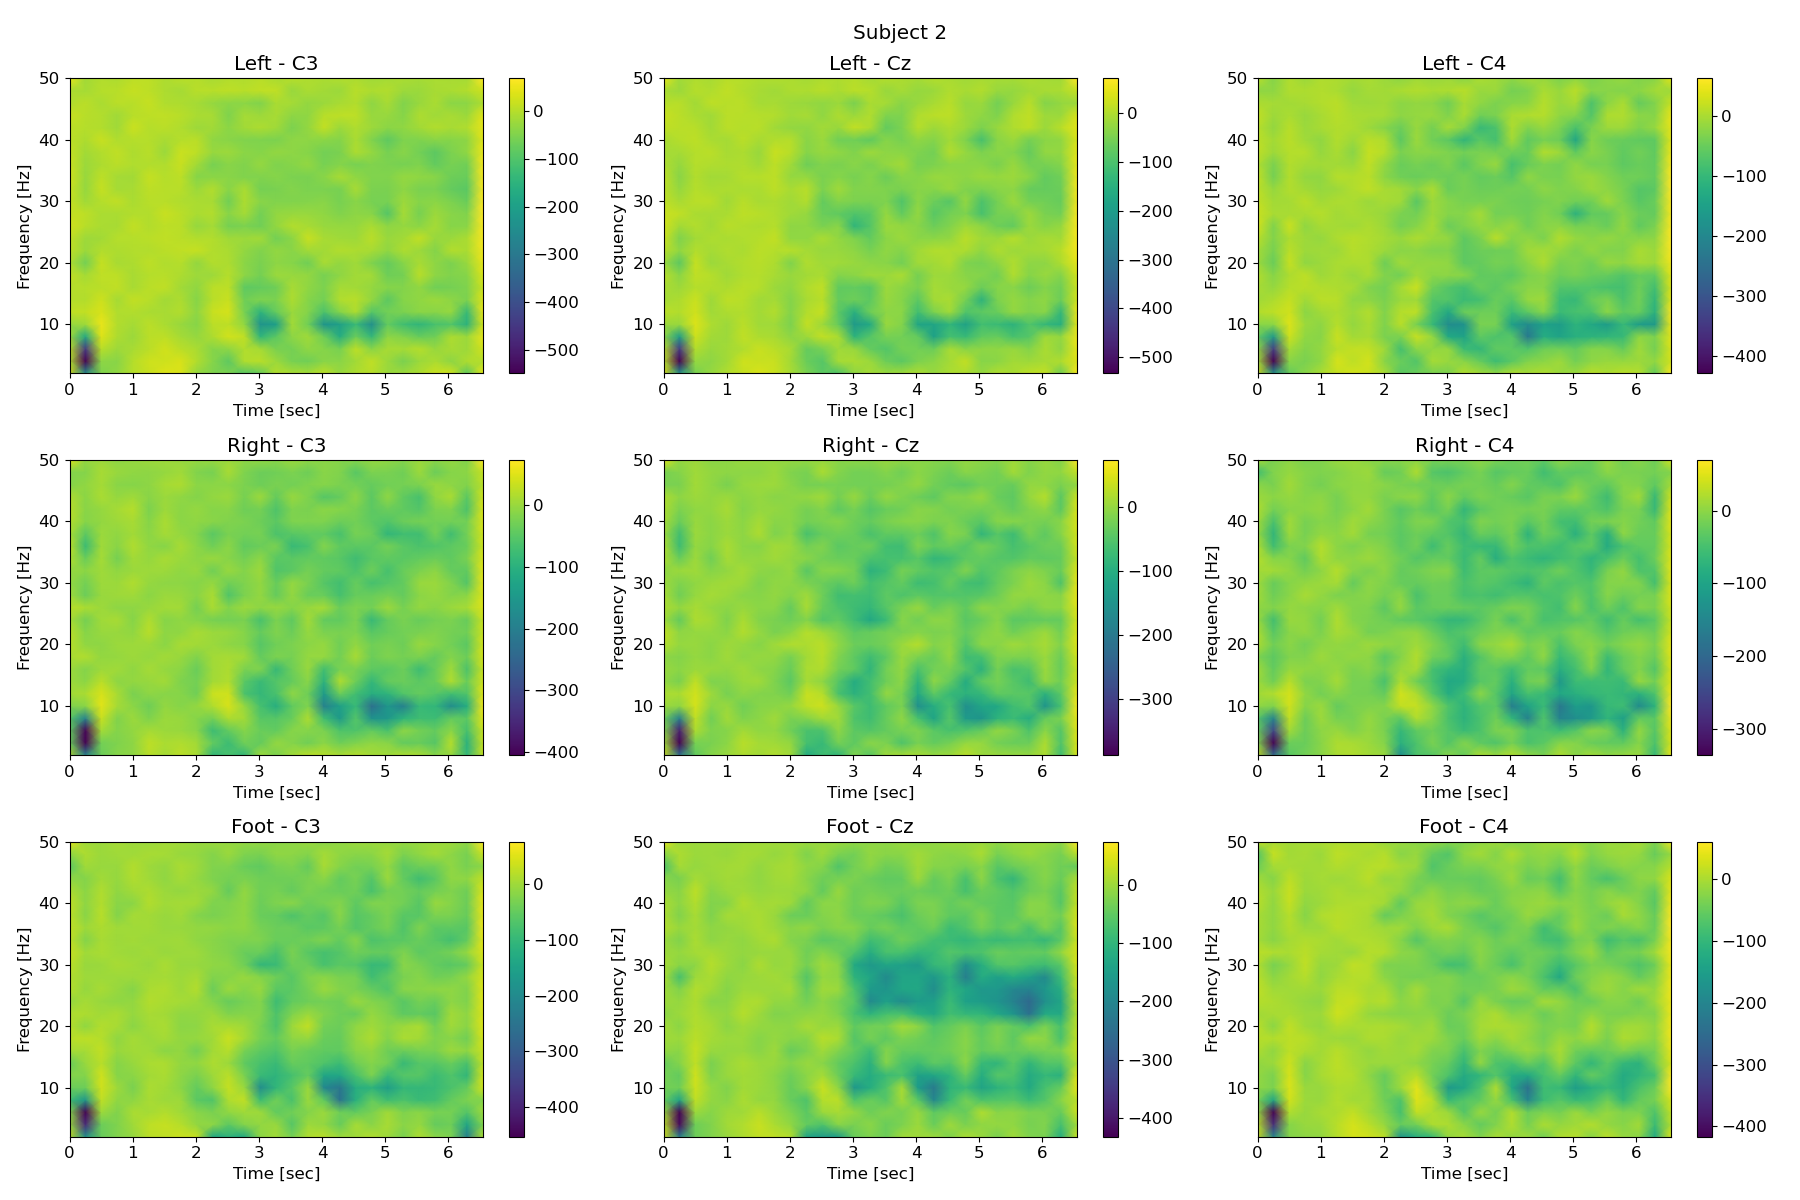 Subject 2
Left - C3
Left - Cz
Left - C4
50
40
30
20
10
Frequency [Hz]
0 1 2 3 4 5 6
Time [sec]
0
−100
−200
−300
−400
−500
50
40
30
20
10
Frequency [Hz]
0 1 2 3 4 5 6
Time [sec]
0
−100
−200
−300
−400
−500
50
40
30
20
10
Frequency [Hz]
0 1 2 3 4 5 6
Time [sec]
0
−100
−200
−300
−400
Right - C3
Right - Cz
Right - C4
50
40
30
20
10
Frequency [Hz]
0 1 2 3 4 5 6
Time [sec]
0
−100
−200
−300
−400
50
40
30
20
10
Frequency [Hz]
0 1 2 3 4 5 6
Time [sec]
0
−100
−200
−300
50
40
30
20
10
Frequency [Hz]
0 1 2 3 4 5 6
Time [sec]
0
−100
−200
−300
Foot - C3
Foot - Cz
Foot - C4
50
40
30
20
10
Frequency [Hz]
0 1 2 3 4 5 6
Time [sec]
0
−100
−200
−300
−400
50
40
30
20
10
Frequency [Hz]
0 1 2 3 4 5 6
Time [sec]
0
−100
−200
−300
−400
50
40
30
20
10
Frequency [Hz]
0 1 2 3 4 5 6
Time [sec]
0
−100
−200
−300
−400